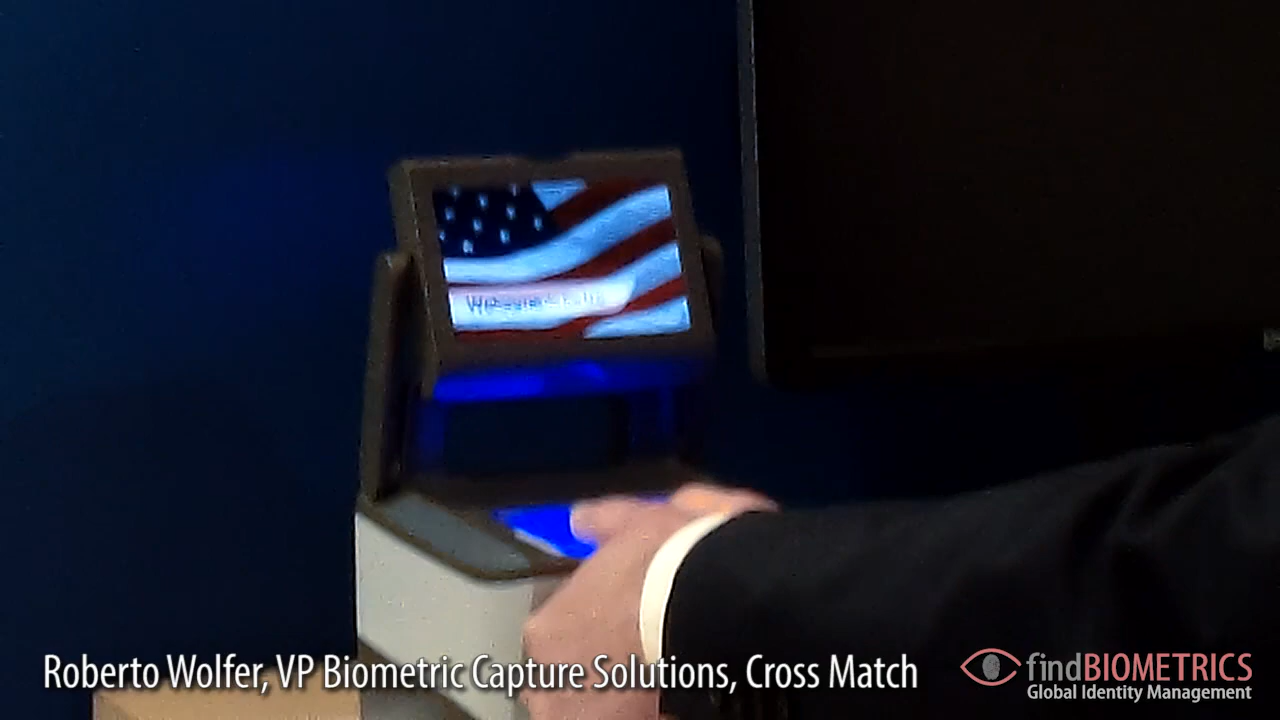 Roberto Wolfer, VP Biometric Capture Solutions, Cross Match
findBIOMETRICS
Global Identity Management